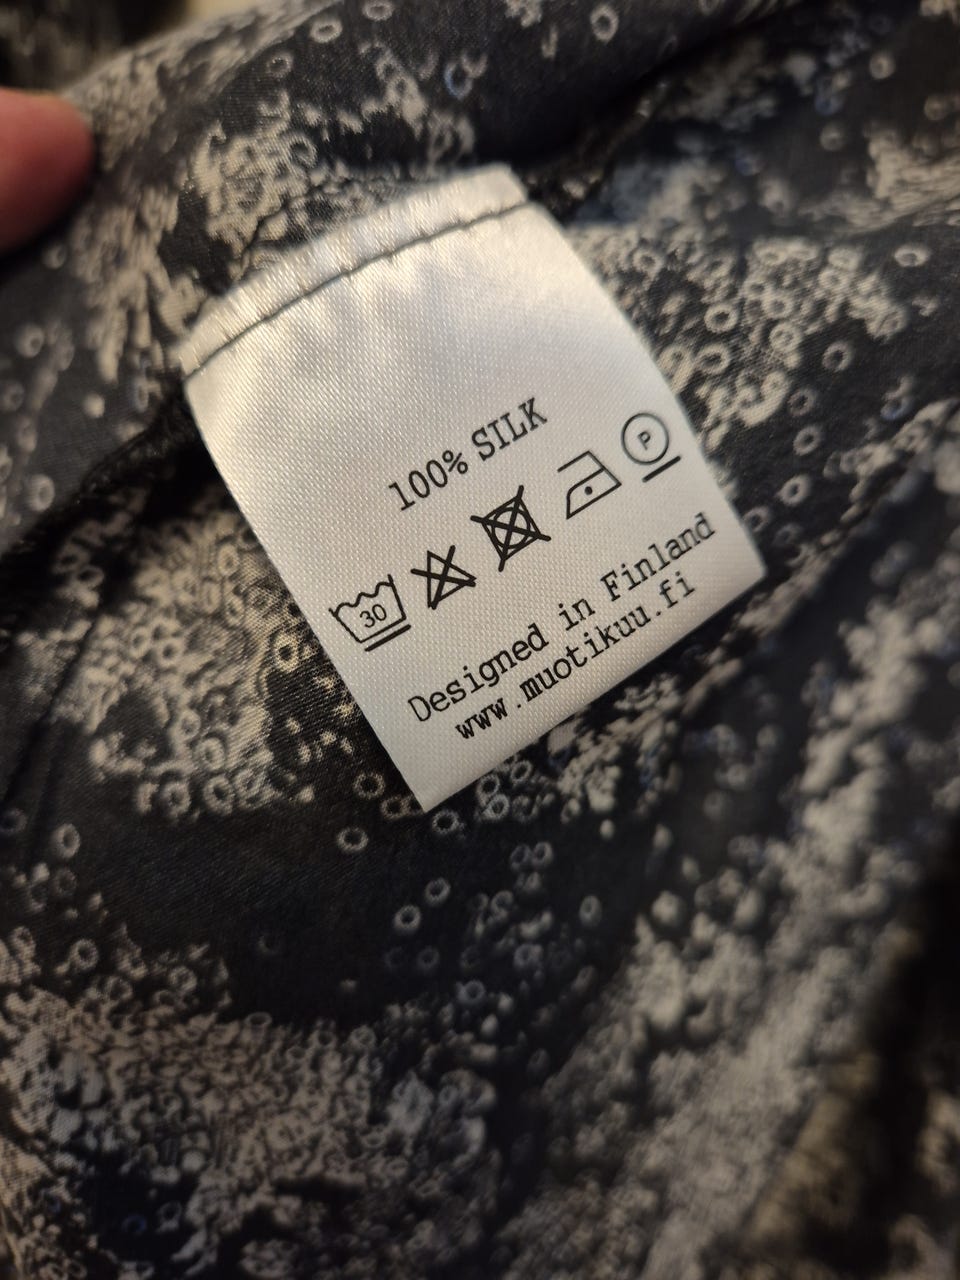 100% SILK
30 P
Designed in Finland
www.muotikuu.fi